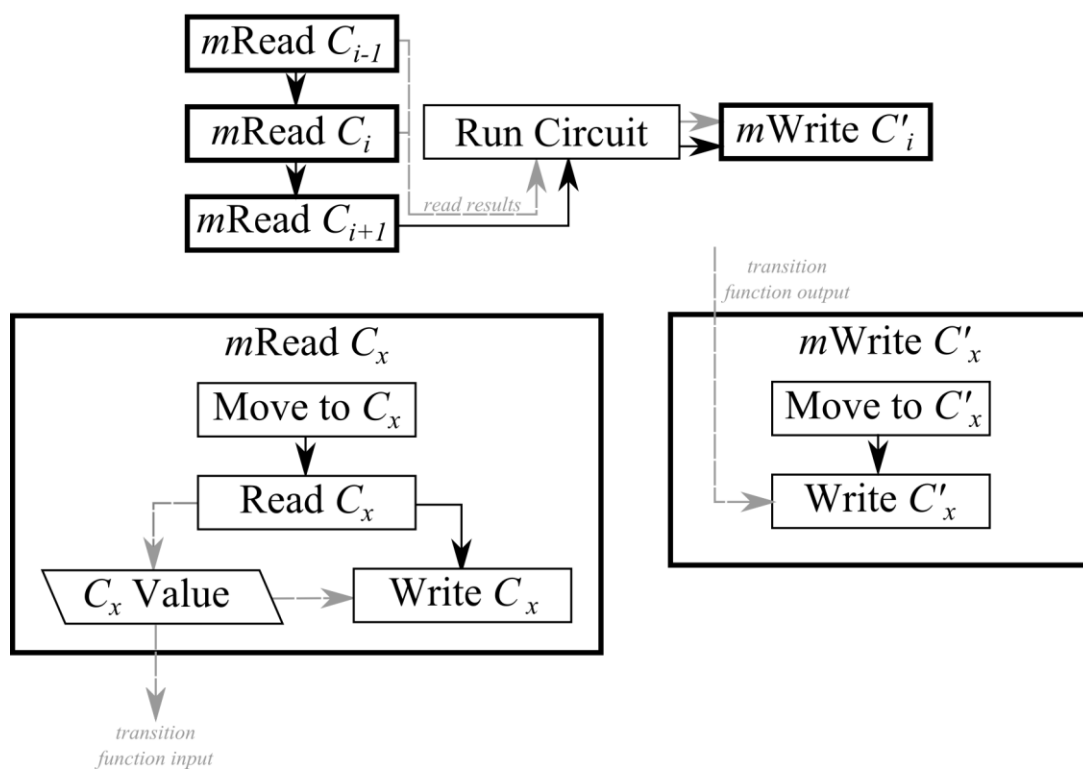 mRead C_{i-1}
mRead C_i
Run Circuit
mWrite C'_i
mRead C_{i+1}
read results
transition
function output
mRead C_x
Move to C_x
Read C_x
C_x Value
Write C_x
transition
function input
mWrite C'_x
Move to C'_x
Write C'_x